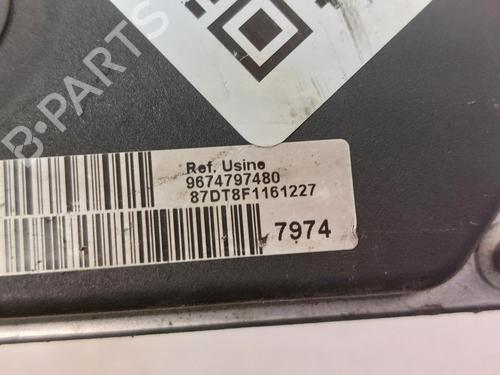 B-PARTS
Ref. Usine
9674797480
87DT8F1161227
7974